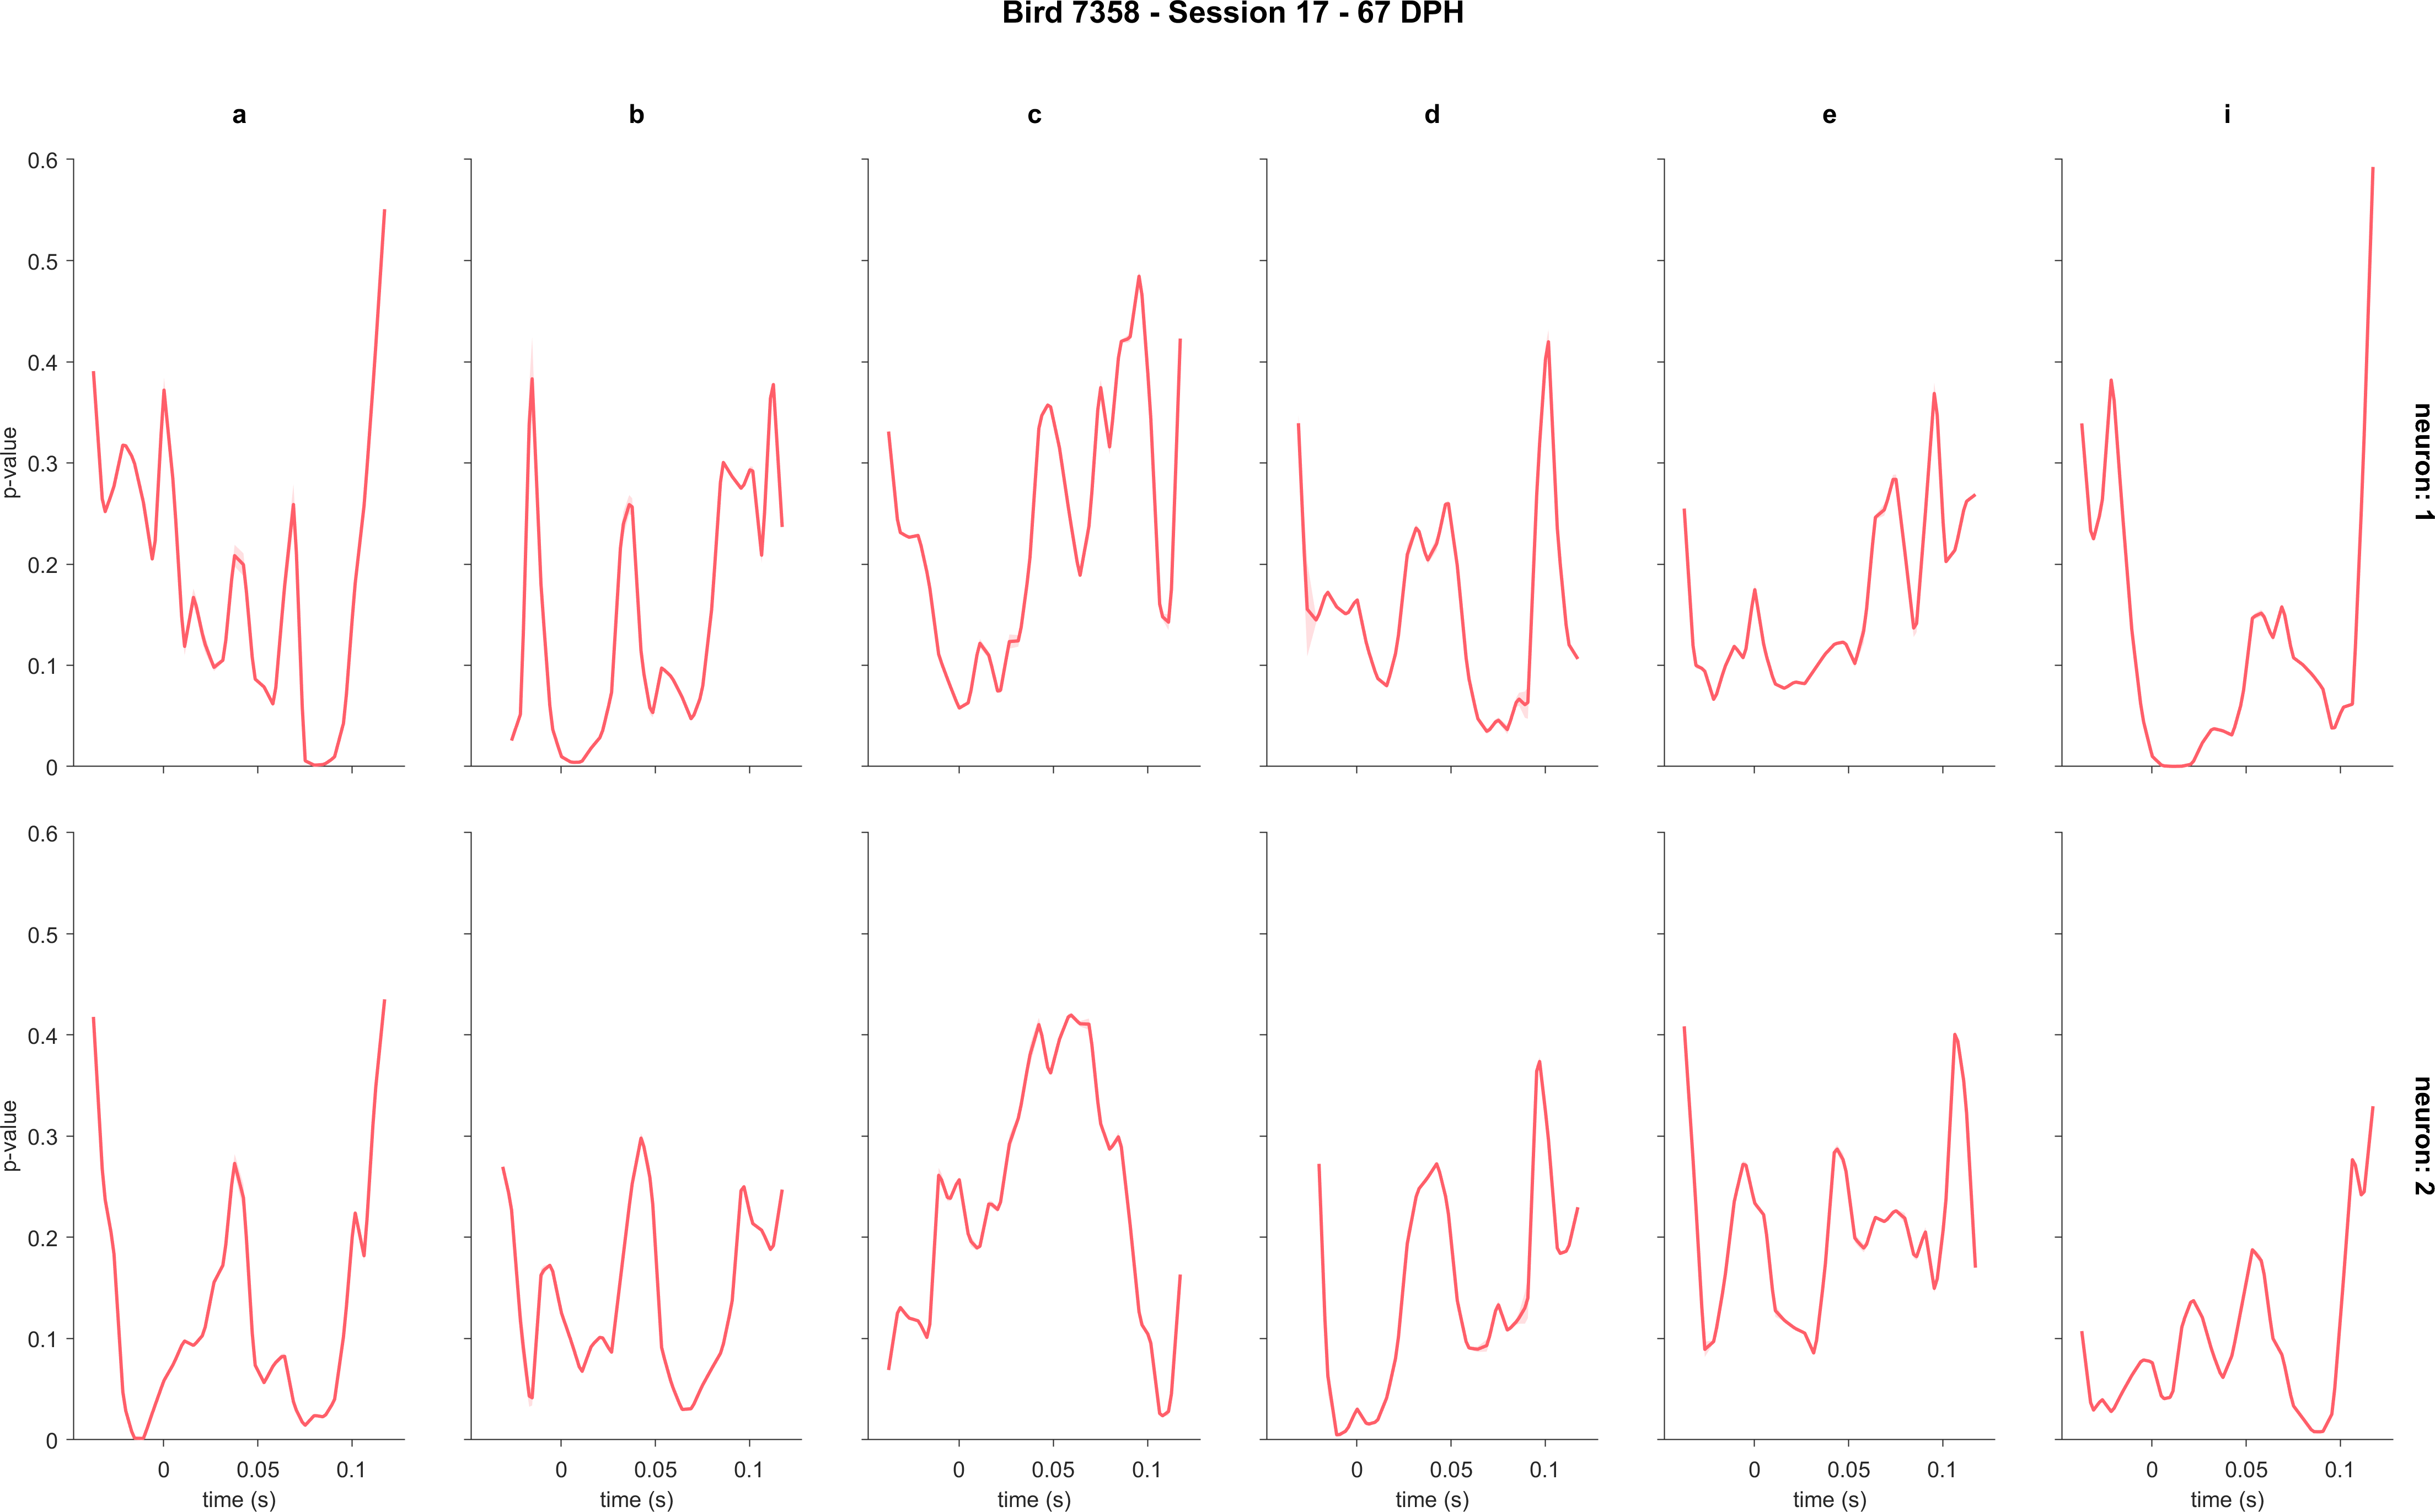 Bird 7358 - Session 17 - 67 DPH
a b c d e i
0.6
0.5
0.4
0.3
0.2
0.1
0
p-value
neuron: 1
0.6
0.5
0.4
0.3
0.2
0.1
0
p-value
neuron: 2
0 0.05 0.1 0 0.05 0.1 0 0.05 0.1 0 0.05 0.1 0 0.05 0.1 0 0.05 0.1
time (s) time (s) time (s) time (s) time (s) time (s)